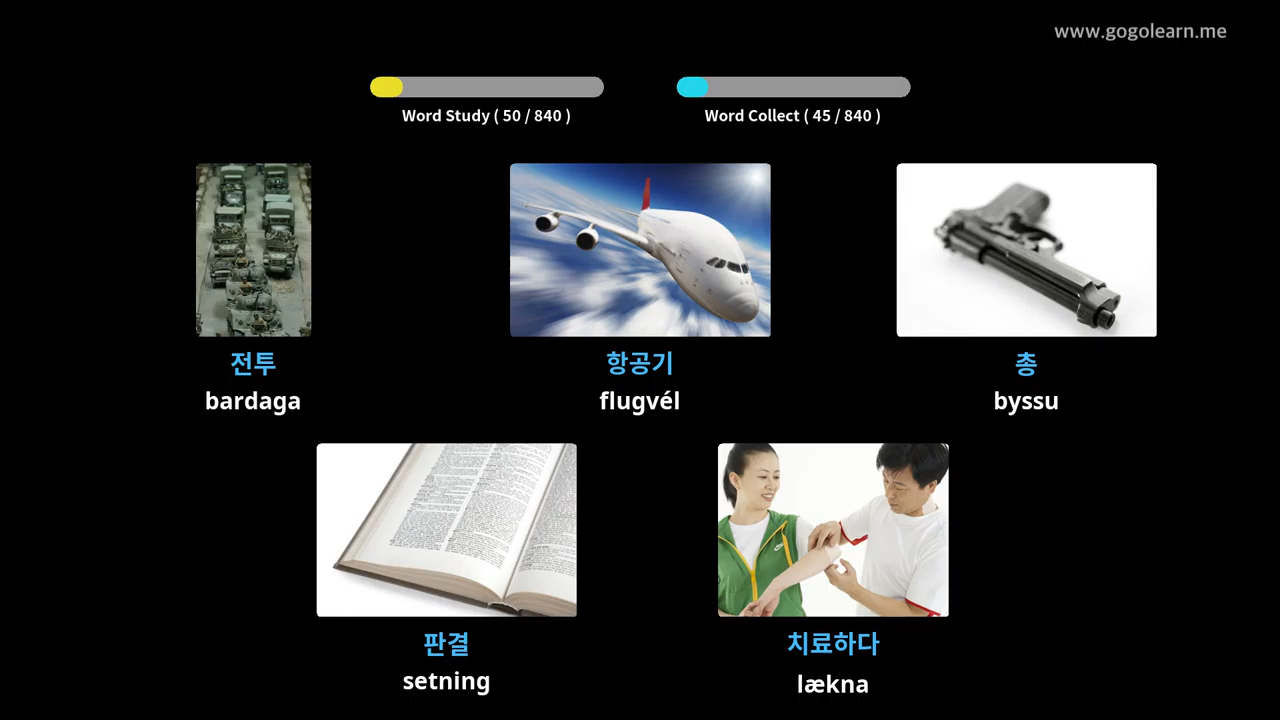 www.gogolearn.me
Word Study ( 50 / 840 )
Word Collect ( 45 / 840 )
전투
bardaga
항공기
flugvél
총
byssu
판결
setning
치료하다
lækna